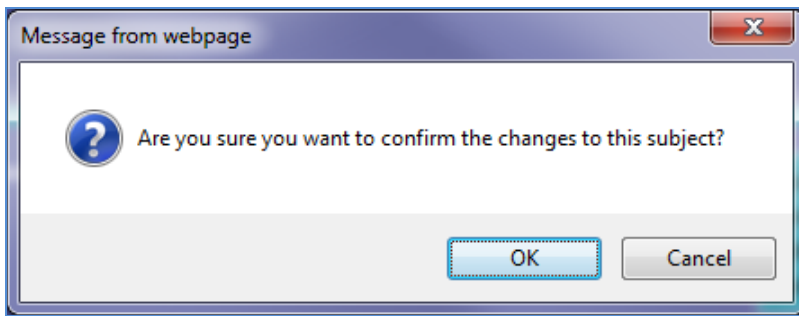 Message from webpage
Are you sure you want to confirm the changes to this subject?
OK
Cancel